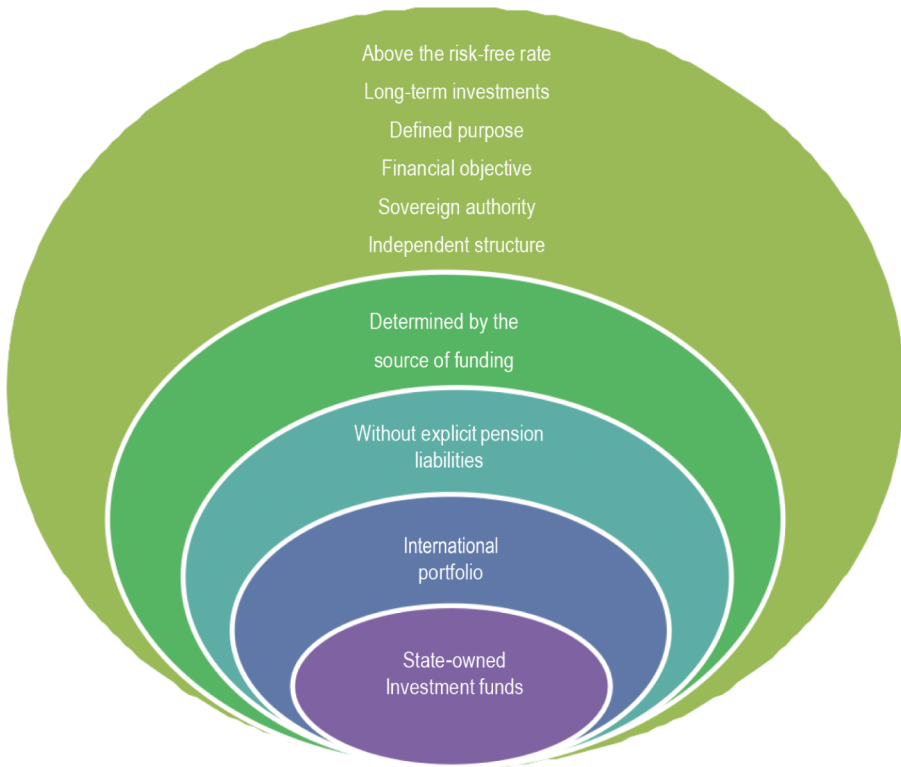 Above the risk-free rate
Long-term investments
Defined purpose
Financial objective
Sovereign authority
Independent structure
Determined by the
source of funding
Without explicit pension
liabilities
International
portfolio
State-owned
Investment funds